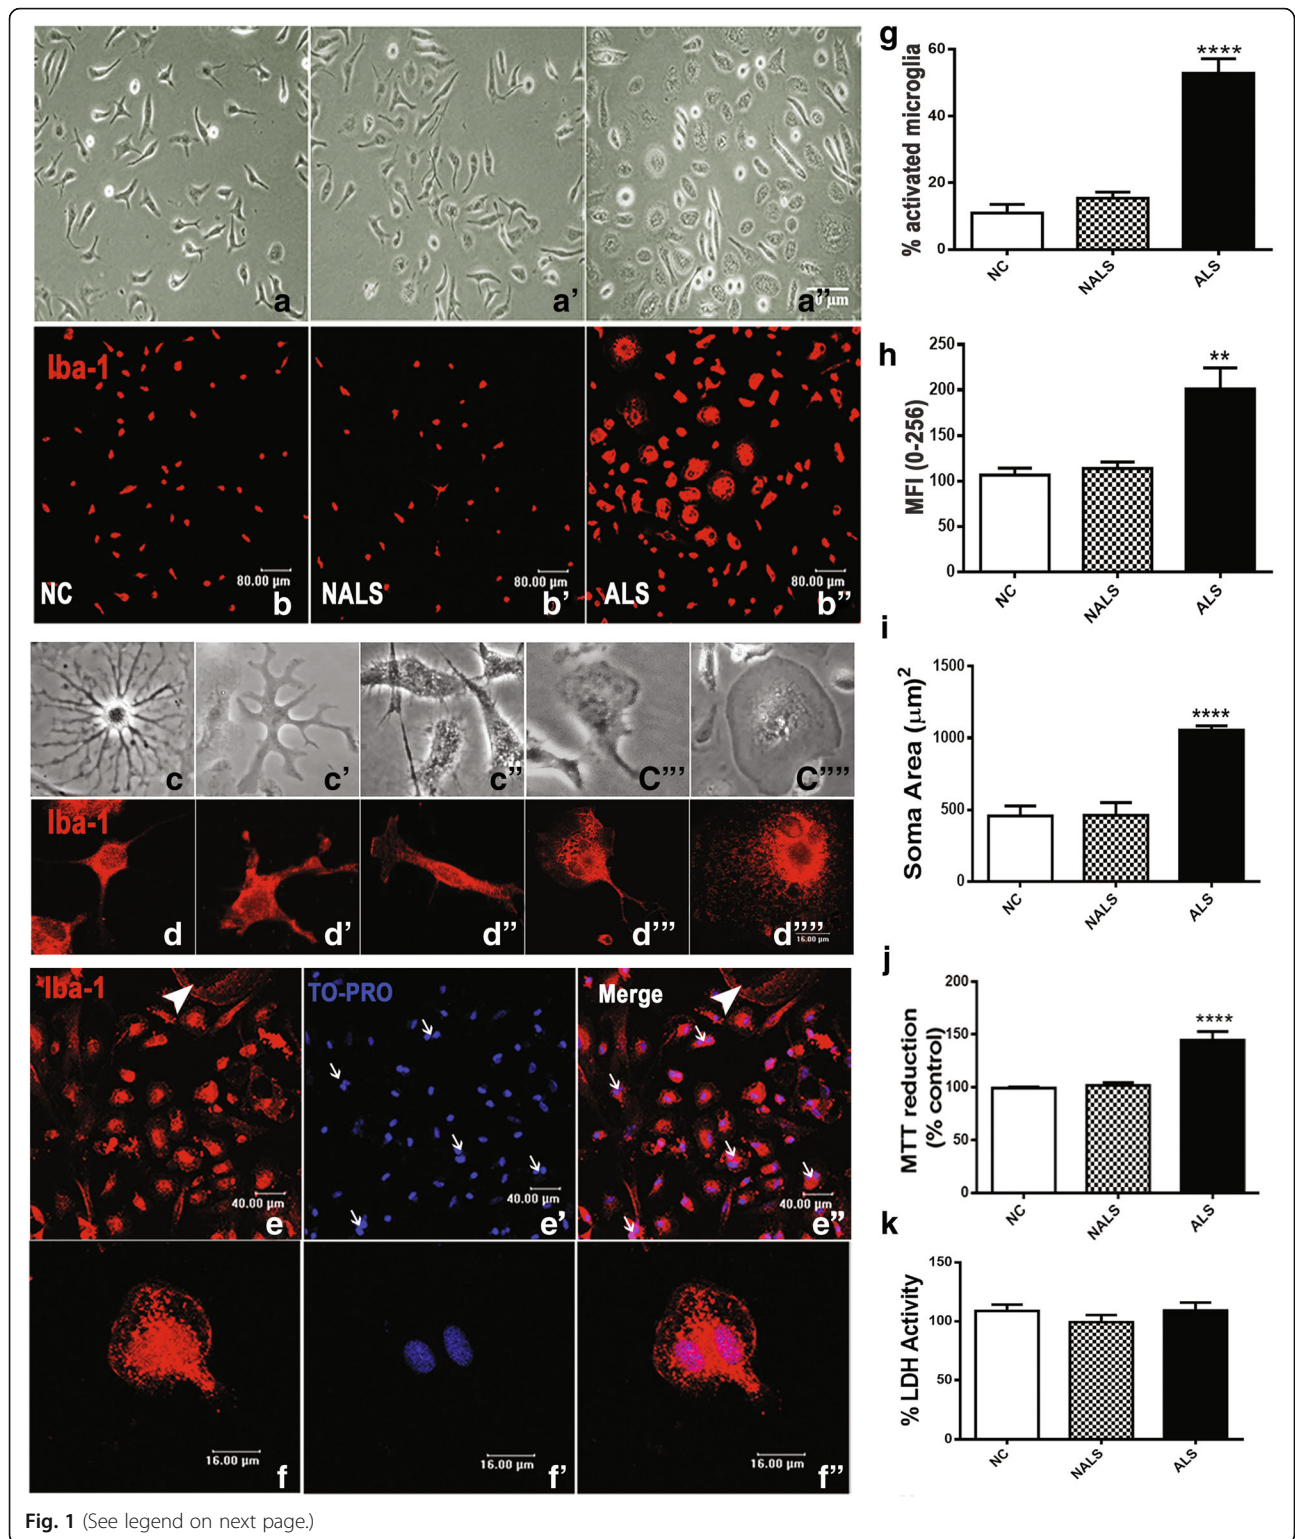 a
a’
a”
0 µm
Iba-1
NC
80.00 µm
b
NALS
80.00 µm
b’
ALS
80.00 µm
b”
c
c’
c”
C”’
C””
Iba-1
d
d’
d”
d”’
d””
16.00 µm
Iba-1
40.00 µm
e
TO-PRO
40.00 µm
e’
Merge
40.00 µm
e”
16.00 µm
f
16.00 µm
f’
16.00 µm
f”
g
% activated microglia
60
40
20
0
****
NC
NALS
ALS
h
MFI (0-256)
250
200
150
100
50
0
**
NC
NALS
ALS
i
Soma Area (µm)²
1500
1000
500
0
****
NC
NALS
ALS
j
MTT reduction
(% control)
200
150
100
50
0
****
NC
NALS
ALS
k
% LDH Activity
150
100
50
0
NC
NALS
ALS
Fig. 1 (See legend on next page.)